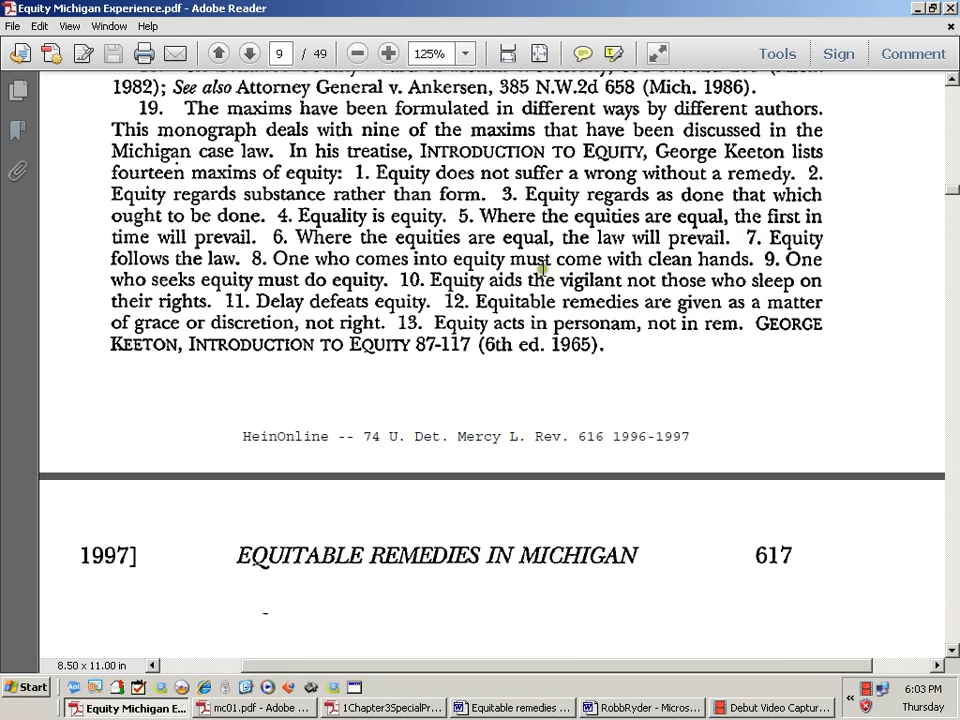 Equity Michigan Experience.pdf - Adobe Reader
File Edit View Window Help
9 / 49 125% Tools Sign Comment
1982); See also Attorney General v. Ankersen, 385 N.W.2d 658 (Mich. 1986).
19. The maxims have been formulated in different ways by different authors.
This monograph deals with nine of the maxims that have been discussed in the
Michigan case law. In his treatise, INTRODUCTION TO EQUITY, George Keeton lists
fourteen maxims of equity: 1. Equity does not suffer a wrong without a remedy. 2.
Equity regards substance rather than form. 3. Equity regards as done that which
ought to be done. 4. Equality is equity. 5. Where the equities are equal, the first in
time will prevail. 6. Where the equities are equal, the law will prevail. 7. Equity
follows the law. 8. One who comes into equity must come with clean hands. 9. One
who seeks equity must do equity. 10. Equity aids the vigilant not those who sleep on
their rights. 11. Delay defeats equity. 12. Equitable remedies are given as a matter
of grace or discretion, not right. 13. Equity acts in personam, not in rem. GEORGE
KEETON, INTRODUCTION TO EQUITY 87-117 (6th ed. 1965).
HeinOnline -- 74 U. Det. Mercy L. Rev. 616 1996-1997
1997] EQUITABLE REMEDIES IN MICHIGAN 617
8.50 x 11.00 in
Start 6:03 PM
Equity Michigan E... mc01.pdf - Adobe ... 1Chapter3SpecialPr... Equitable remedies ... RobbRyder - Micros... Debut Video Captur... Thursday